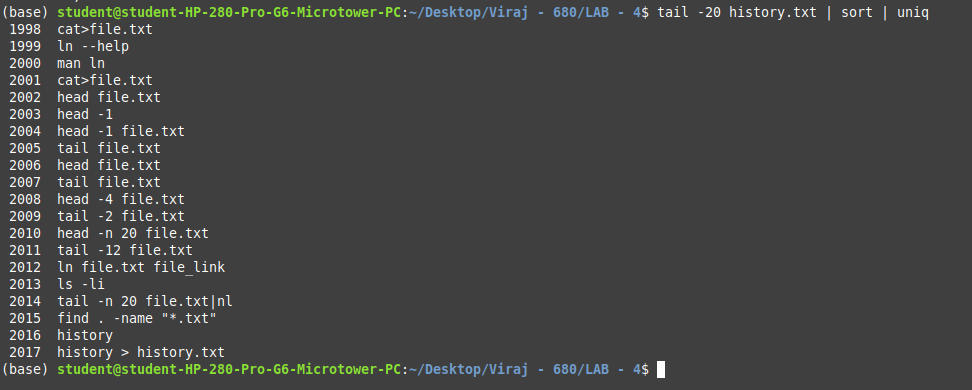 (base) student@student-HP-280-Pro-G6-Microtower-PC:~/Desktop/Viraj - 680/LAB - 4$ tail -20 history.txt | sort | uniq
 1998  cat>file.txt
 1999  ln --help
 2000  man ln
 2001  cat>file.txt
 2002  head file.txt
 2003  head -1
 2004  head -1 file.txt
 2005  tail file.txt
 2006  head file.txt
 2007  tail file.txt
 2008  head -4 file.txt
 2009  tail -2 file.txt
 2010  head -n 20 file.txt
 2011  tail -12 file.txt
 2012  ln file.txt file_link
 2013  ls -li
 2014  tail -n 20 file.txt|nl
 2015  find . -name "*.txt"
 2016  history
 2017  history > history.txt
(base) student@student-HP-280-Pro-G6-Microtower-PC:~/Desktop/Viraj - 680/LAB - 4$